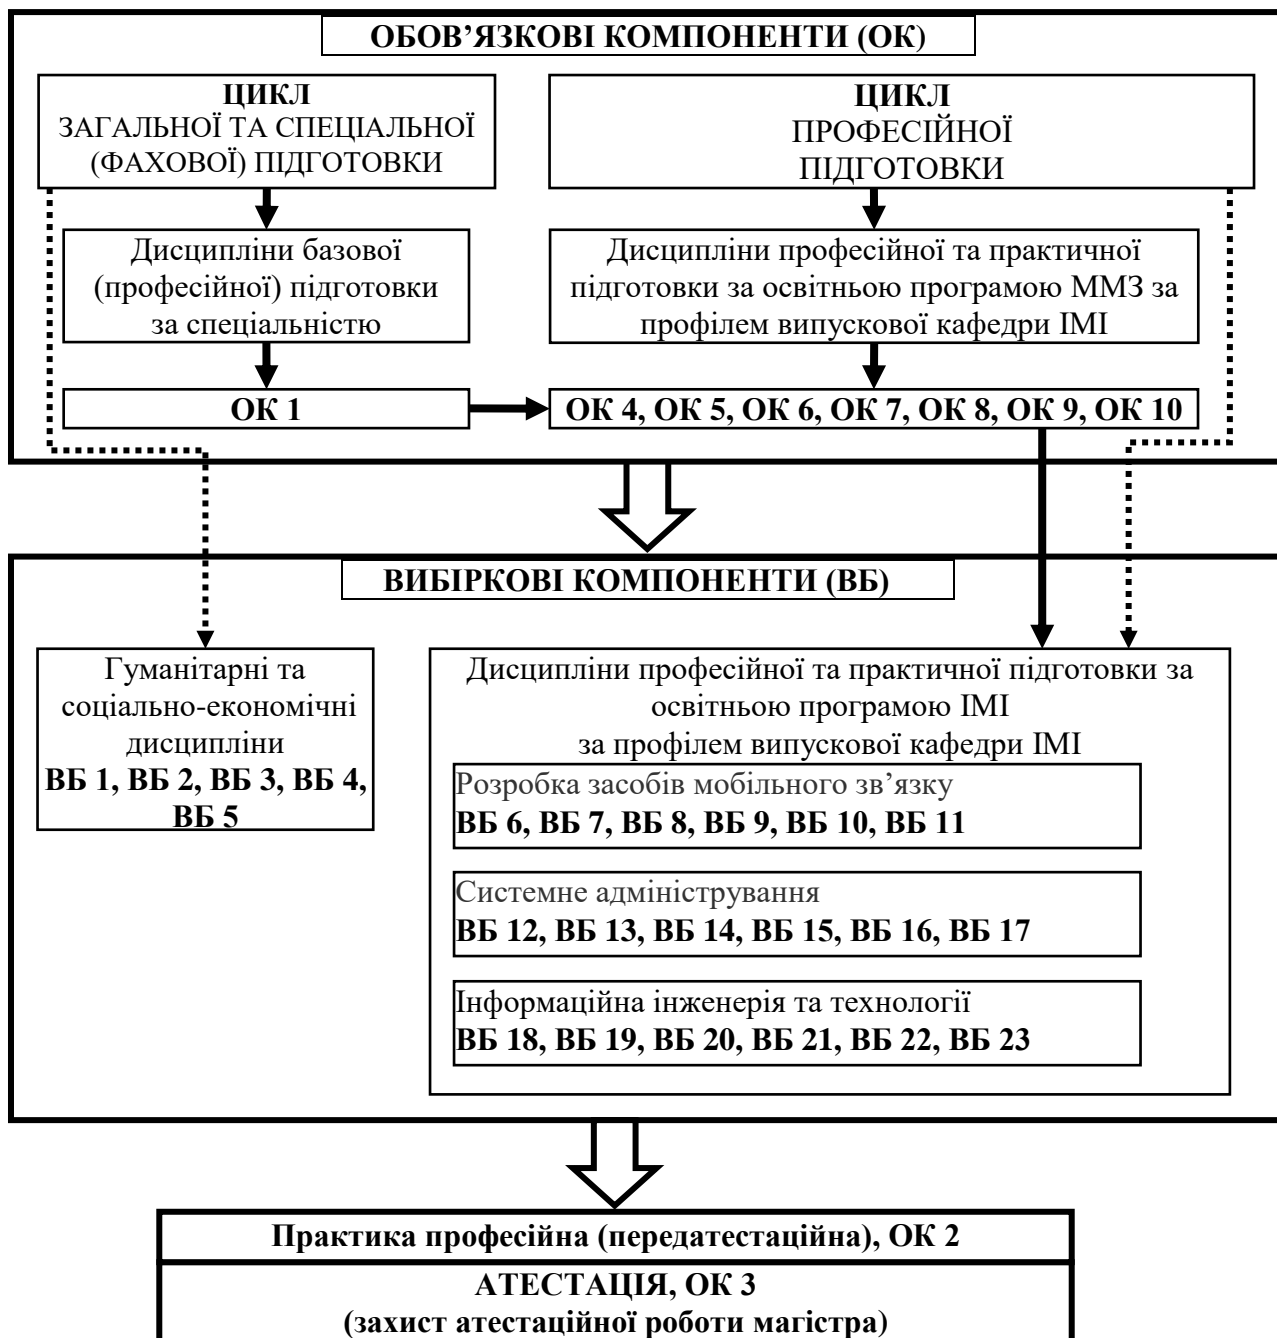 ОБОВ’ЯЗКОВІ КОМПОНЕНТИ (ОК)
ЦИКЛ
ЗАГАЛЬНОЇ ТА СПЕЦІАЛЬНОЇ
(ФАХОВОЇ) ПІДГОТОВКИ
ЦИКЛ
ПРОФЕСІЙНОЇ
ПІДГОТОВКИ
Дисципліни базової
(професійної) підготовки
за спеціальністю
Дисципліни професійної та практичної
підготовки за освітньою програмою ММЗ за
профілем випускової кафедри ІМІ
ОК 1
ОК 4, ОК 5, ОК 6, ОК 7, ОК 8, ОК 9, ОК 10
ВИБІРКОВІ КОМПОНЕНТИ (ВБ)
Гуманітарні та
соціально-економічні
дисципліни
ВБ 1, ВБ 2, ВБ 3, ВБ 4,
ВБ 5
Дисципліни професійної та практичної підготовки за
освітньою програмою ІМІ
за профілем випускової кафедри ІМІ
Розробка засобів мобільного зв’язку
ВБ 6, ВБ 7, ВБ 8, ВБ 9, ВБ 10, ВБ 11
Системне адміністрування
ВБ 12, ВБ 13, ВБ 14, ВБ 15, ВБ 16, ВБ 17
Інформаційна інженерія та технології
ВБ 18, ВБ 19, ВБ 20, ВБ 21, ВБ 22, ВБ 23
Практика професійна (передатестаційна), ОК 2
АТЕСТАЦІЯ, ОК 3
(захист атестаційної роботи магістра)